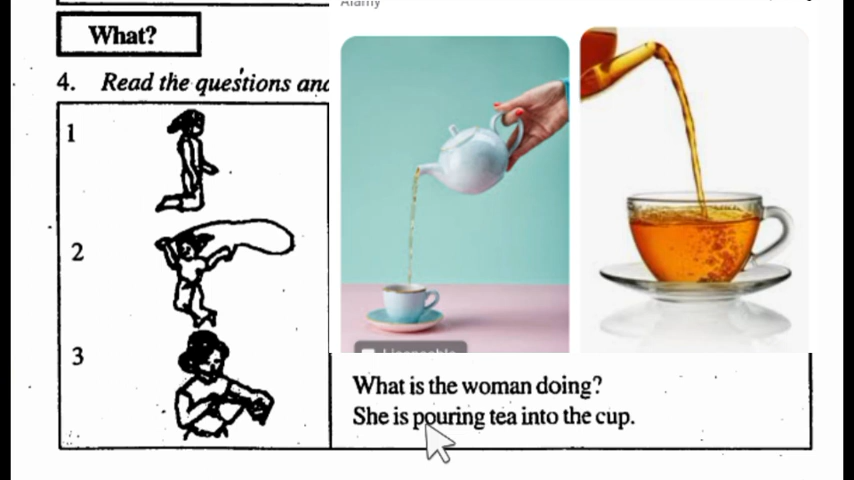 Alamy
What?
4. Read the questions and
1
2
3
What is the woman doing?
She is pouring tea into the cup.